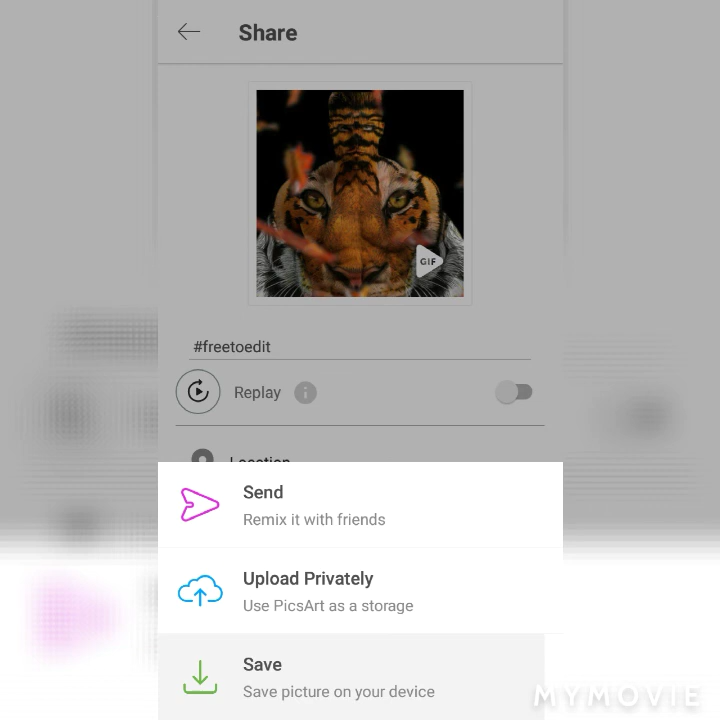 Share
GIF
#freetoedit
Replay
Location
Send
Remix it with friends
Upload Privately
Use PicsArt as a storage
Save
Save picture on your device
MYMOVIE